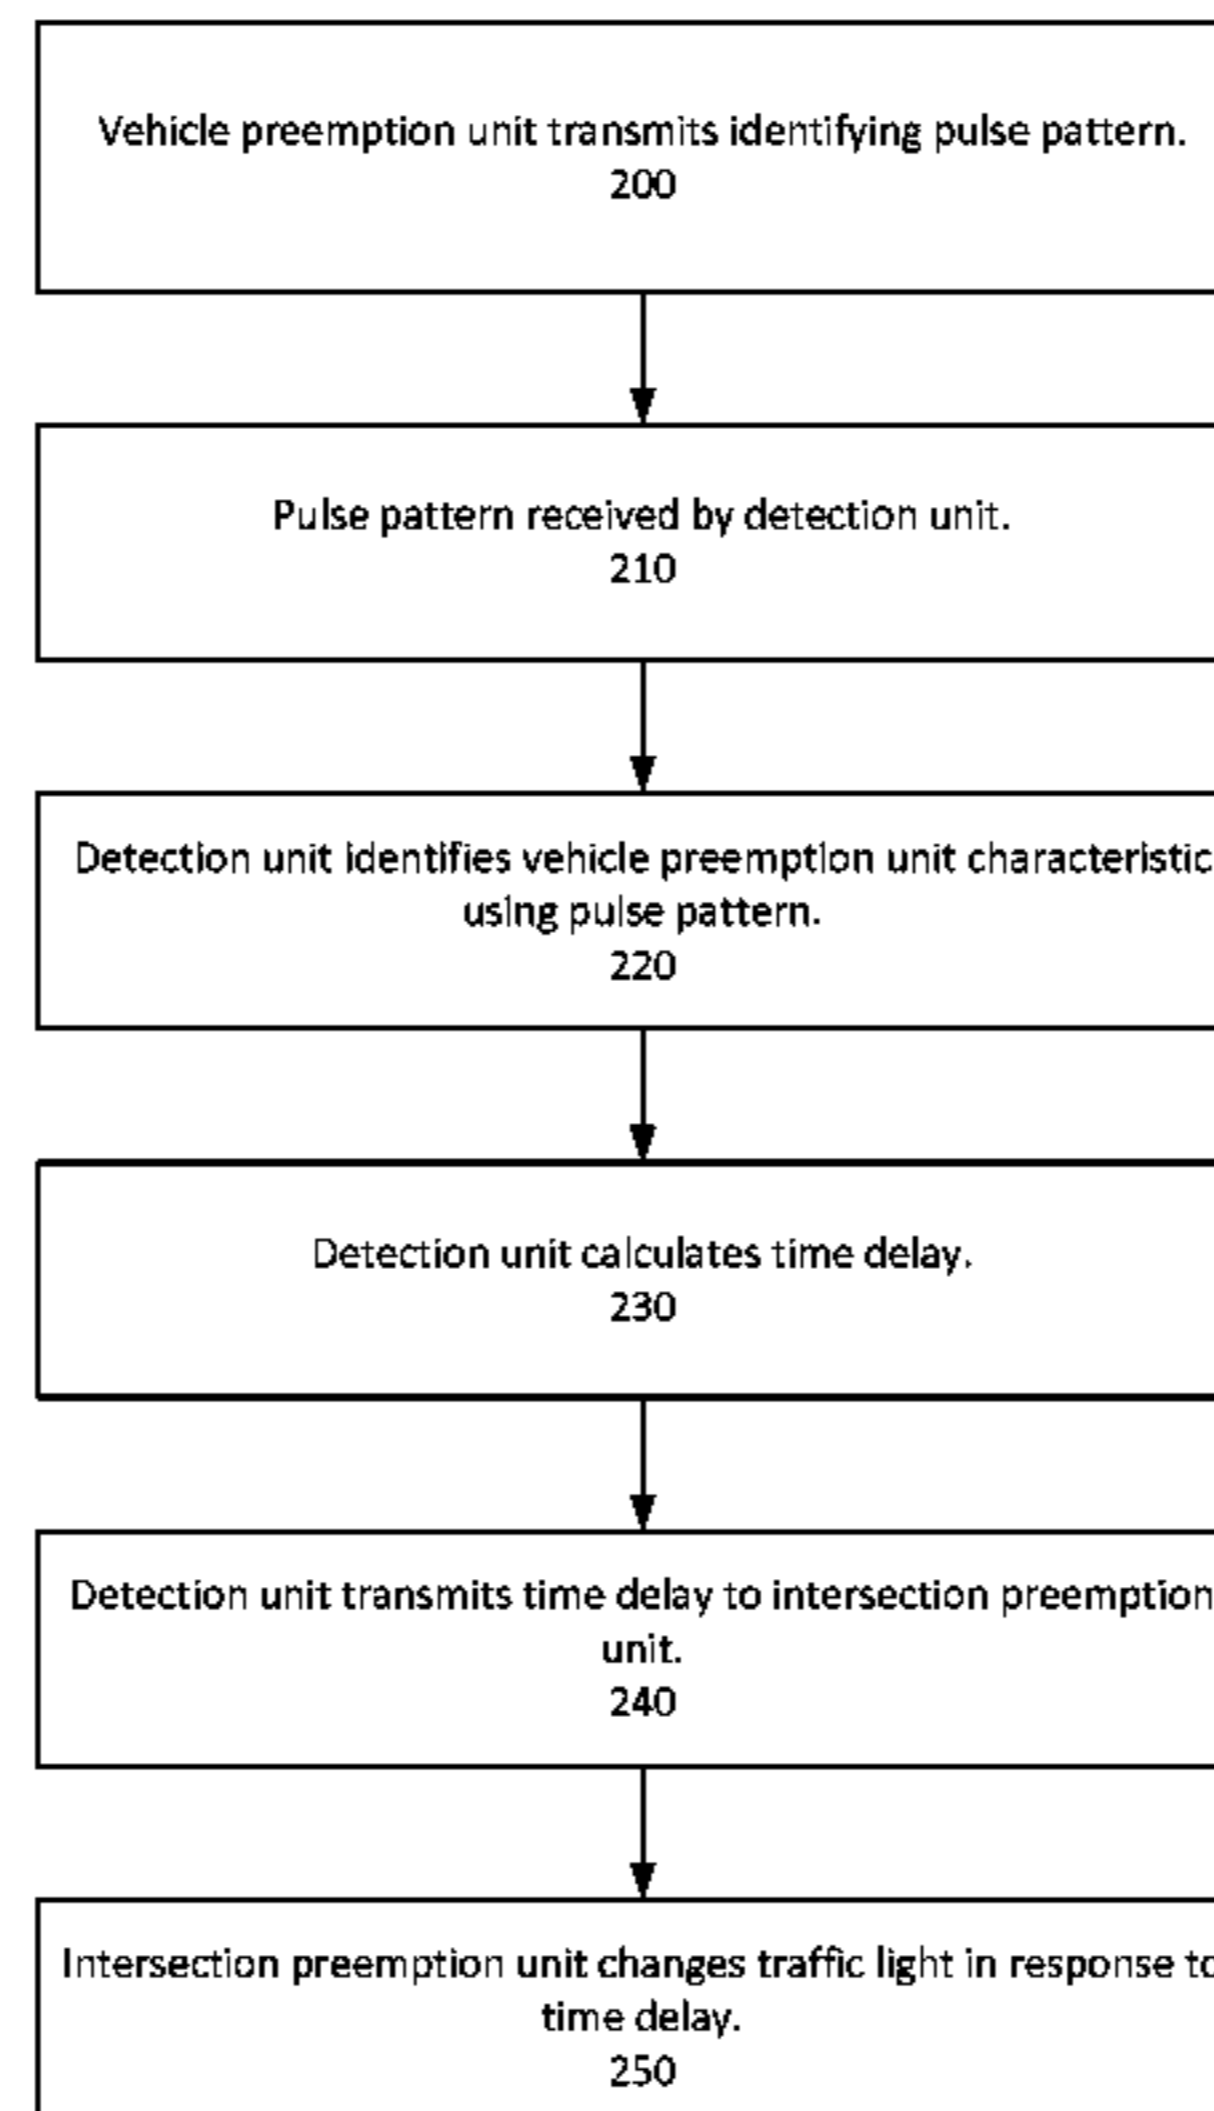 Vehicle preemption unit transmits identifying pulse pattern.
200
Pulse pattern received by detection unit.
210
Detection unit identifies vehicle preemption unit characteristic
using pulse pattern.
220
Detection unit calculates time delay.
230
Detection unit transmits time delay to intersection preemption
unit.
240
Intersection preemption unit changes traffic light in response to
time delay.
250